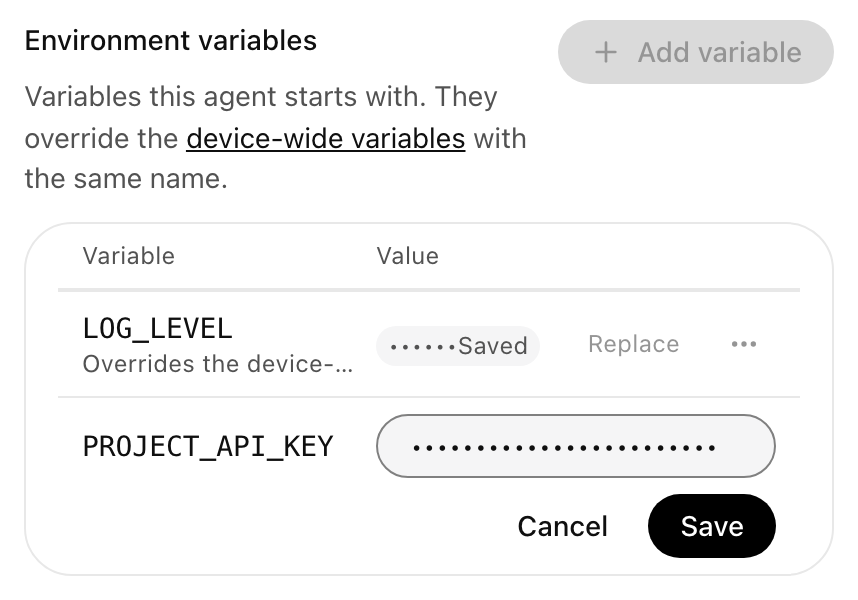 Environment variables
+ Add variable
Variables this agent starts with. They
override the device-wide variables with
the same name.
Variable Value
LOG_LEVEL
Overrides the device-...
••••••Saved
Replace
•••
PROJECT_API_KEY
••••••••••••••••••••••••
Cancel Save